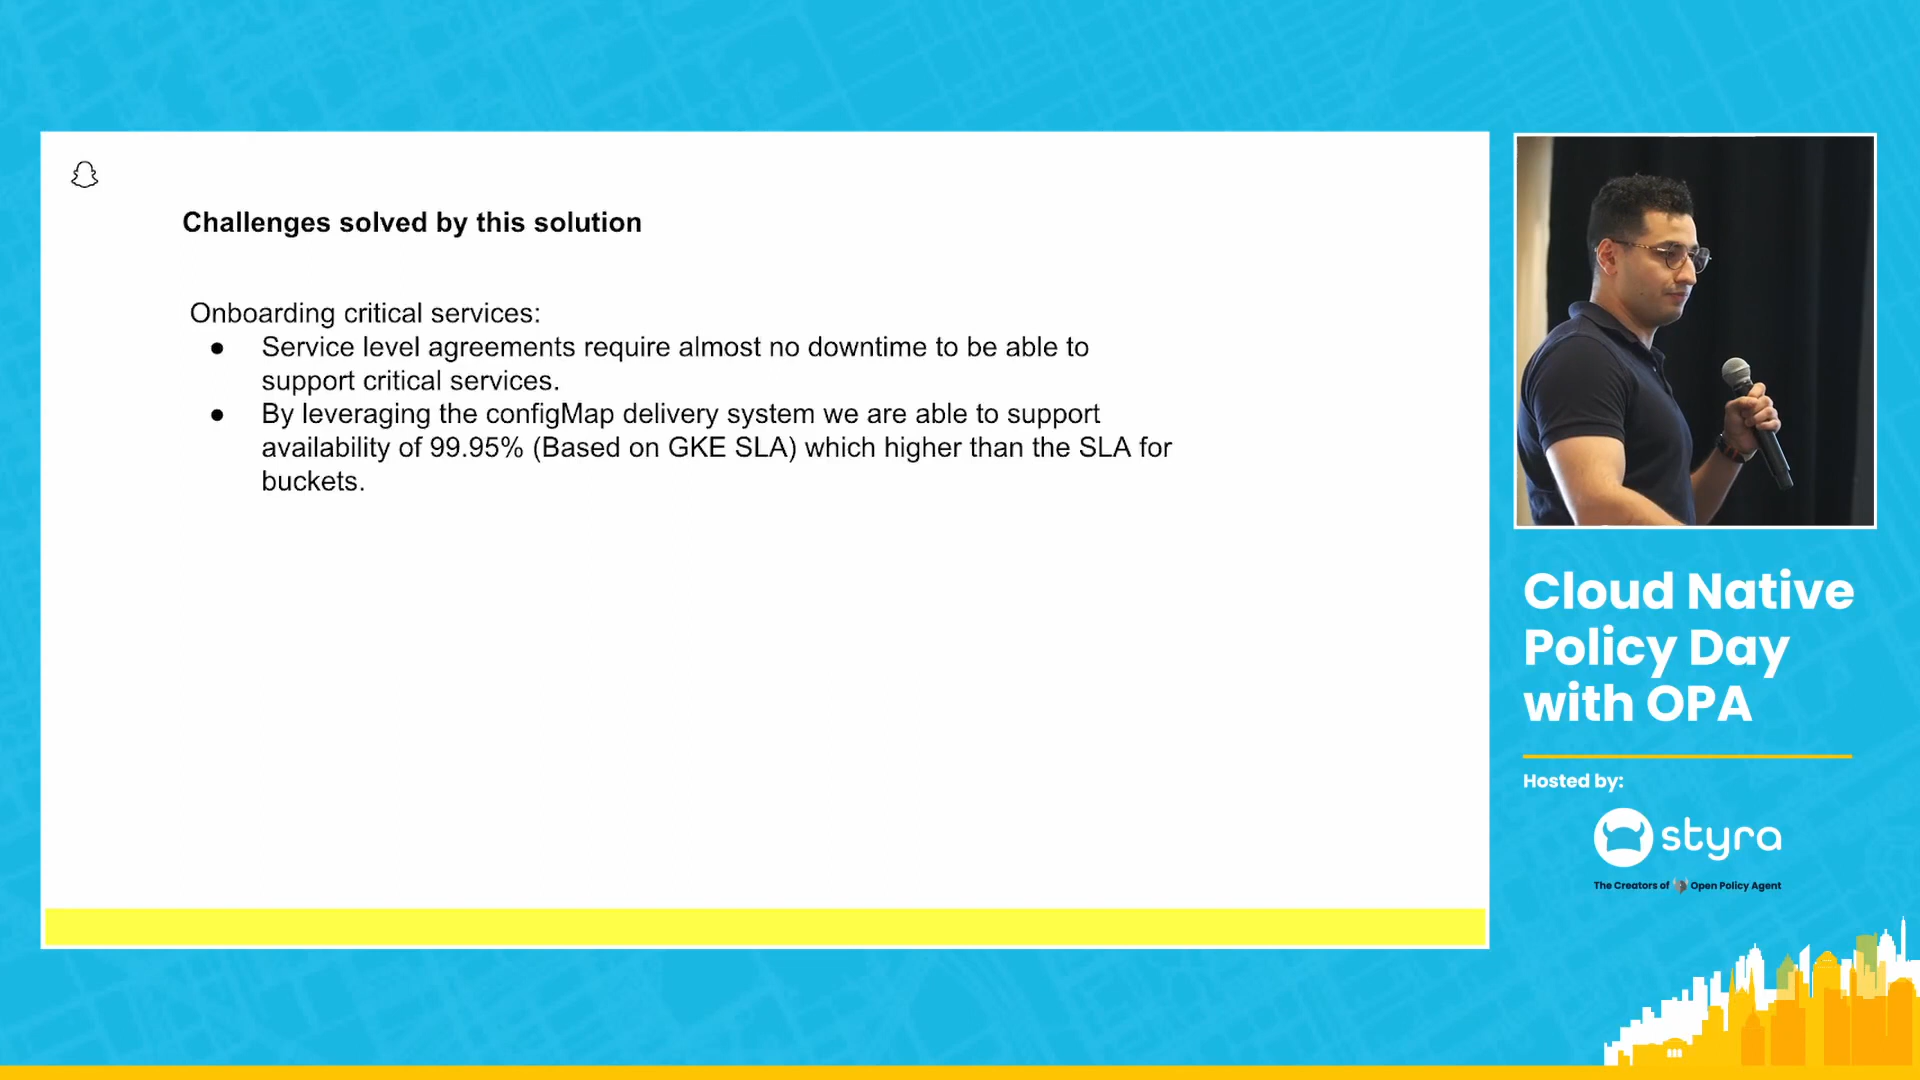 Challenges solved by this solution
Onboarding critical services:
● Service level agreements require almost no downtime to be able to
support critical services.
● By leveraging the configMap delivery system we are able to support
availability of 99.95% (Based on GKE SLA) which higher than the SLA for
buckets.
Cloud Native
Policy Day
with OPA
Hosted by:
styra
The Creators of Open Policy Agent